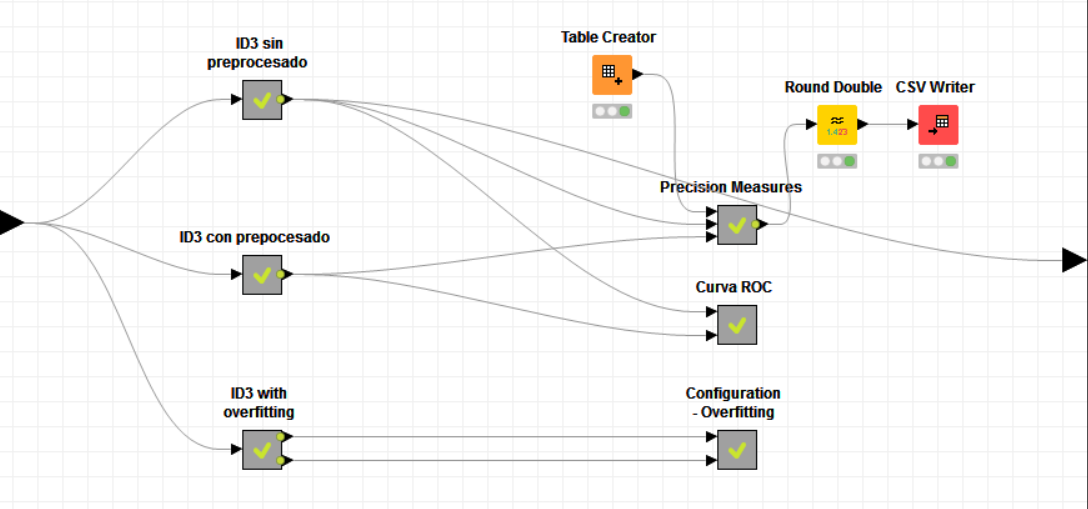 ID3 sin
preprocesado
Table Creator
Round Double
CSV Writer
1.423
Precision Measures
ID3 con prepocesado
Curva ROC
ID3 with
overfitting
Configuration
- Overfitting